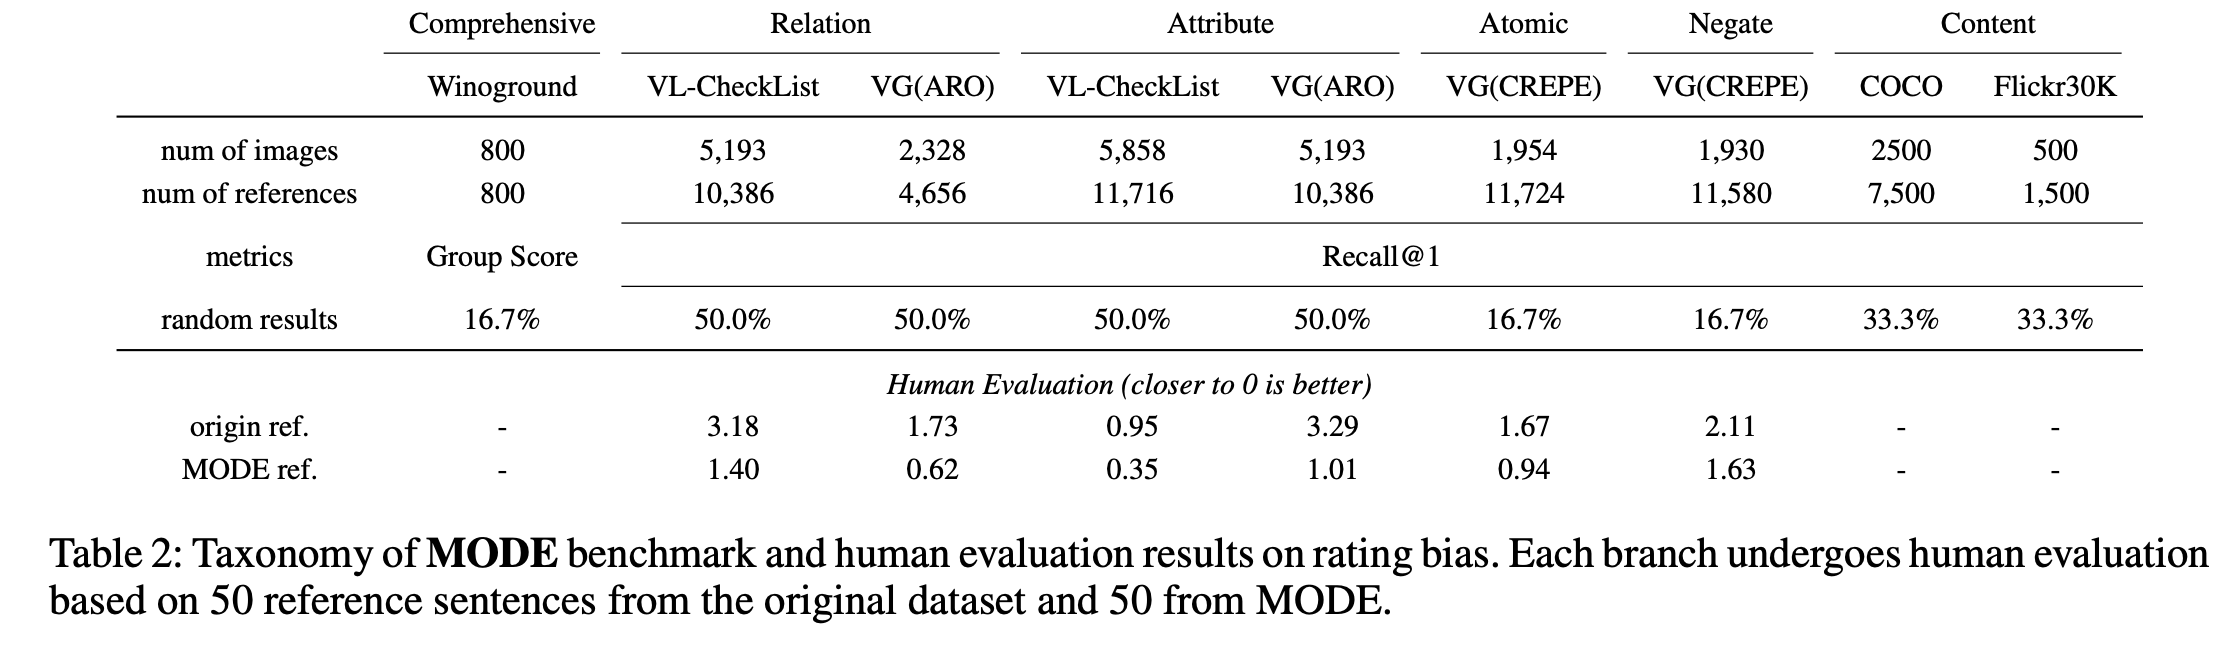 Comprehensive Relation Attribute Atomic Negate Content
Winoground VL-CheckList VG(ARO) VL-CheckList VG(ARO) VG(CREPE) VG(CREPE) COCO Flickr30K
num of images 800 5,193 2,328 5,858 5,193 1,954 1,930 2500 500
num of references 800 10,386 4,656 11,716 10,386 11,724 11,580 7,500 1,500
metrics Group Score Recall@1
random results 16.7% 50.0% 50.0% 50.0% 50.0% 16.7% 16.7% 33.3% 33.3%
Human Evaluation (closer to 0 is better)
origin ref. - 3.18 1.73 0.95 3.29 1.67 2.11 - -
MODE ref. - 1.40 0.62 0.35 1.01 0.94 1.63 - -
Table 2: Taxonomy of MODE benchmark and human evaluation results on rating bias. Each branch undergoes human evaluation
based on 50 reference sentences from the original dataset and 50 from MODE.